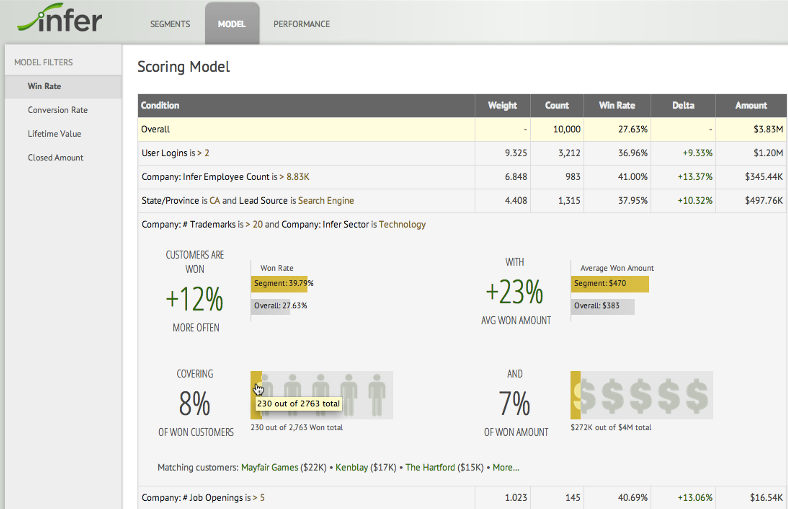 infer
SEGMENTS MODEL PERFORMANCE
MODEL FILTERS
Win Rate
Conversion Rate
Lifetime Value
Closed Amount
Scoring Model
Condition Weight Count Win Rate Delta Amount
Overall - 10,000 27.63% - $3.83M
User Logins is > 2 9.325 3,212 36.96% +9.33% $1.20M
Company: Infer Employee Count is > 8.83K 6.848 983 41.00% +13.37% $345.44K
State/Province is CA and Lead Source is Search Engine 4.408 1,315 37.95% +10.32% $497.76K
Company: # Trademarks is > 20 and Company: Infer Sector is Technology
CUSTOMERS ARE
WON
+12%
MORE OFTEN
Won Rate
Segment: 39.79%
Overall: 27.63%
WITH
+23%
AVG WON AMOUNT
Average Won Amount
Segment: $470
Overall: $383
COVERING
8%
OF WON CUSTOMERS
230 out of 2763 total
230 out of 2,763 Won total
AND
7%
OF WON AMOUNT
$ $ $ $ $
$272K out of $4M total
Matching customers: Mayfair Games ($22K) • Kenblay ($17K) • The Hartford ($15K) • More...
Company: # Job Openings is > 5 1.023 145 40.69% +13.06% $16.54K